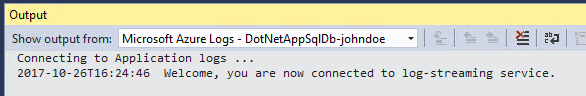 Output
Show output from: Microsoft Azure Logs - DotNetAppSqlDb-johndoe
Connecting to Application logs ...
2017-10-26T16:24:46  Welcome, you are now connected to log-streaming service.